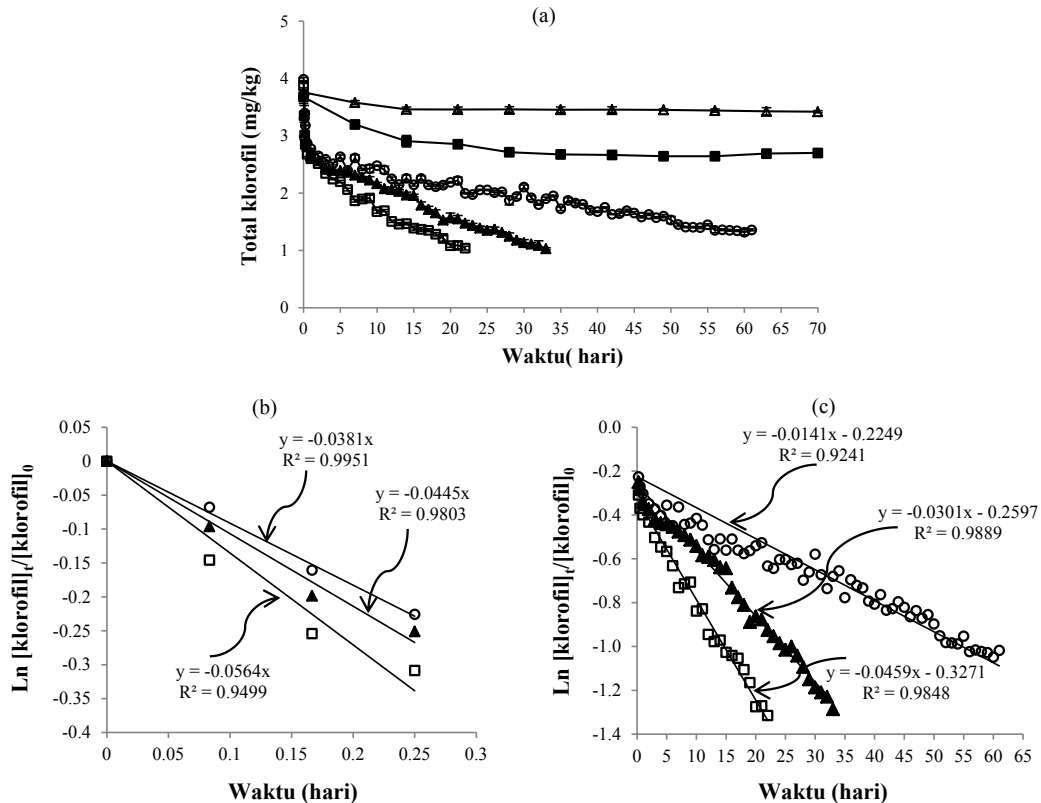 (a)
Total klorofil (mg/kg)
5
4
3
2
1
0
0 5 10 15 20 25 30 35 40 45 50 55 60 65 70
Waktu( hari)
(b)
Ln [klorofil]t/[klorofil]0
0.05
0
-0.05
-0.1
-0.15
-0.2
-0.25
-0.3
-0.35
-0.4
y = -0.0381x
R² = 0.9951
y = -0.0445x
R² = 0.9803
y = -0.0564x
R² = 0.9499
0 0.05 0.1 0.15 0.2 0.25 0.3
Waktu (hari)
(c)
Ln [klorofil]t/[klorofil]0
0.0
-0.2
-0.4
-0.6
-0.8
-1.0
-1.2
-1.4
y = -0.0141x - 0.2249
R² = 0.9241
y = -0.0301x - 0.2597
R² = 0.9889
y = -0.0459x - 0.3271
R² = 0.9848
0 5 10 15 20 25 30 35 40 45 50 55 60 65
Waktu (hari)